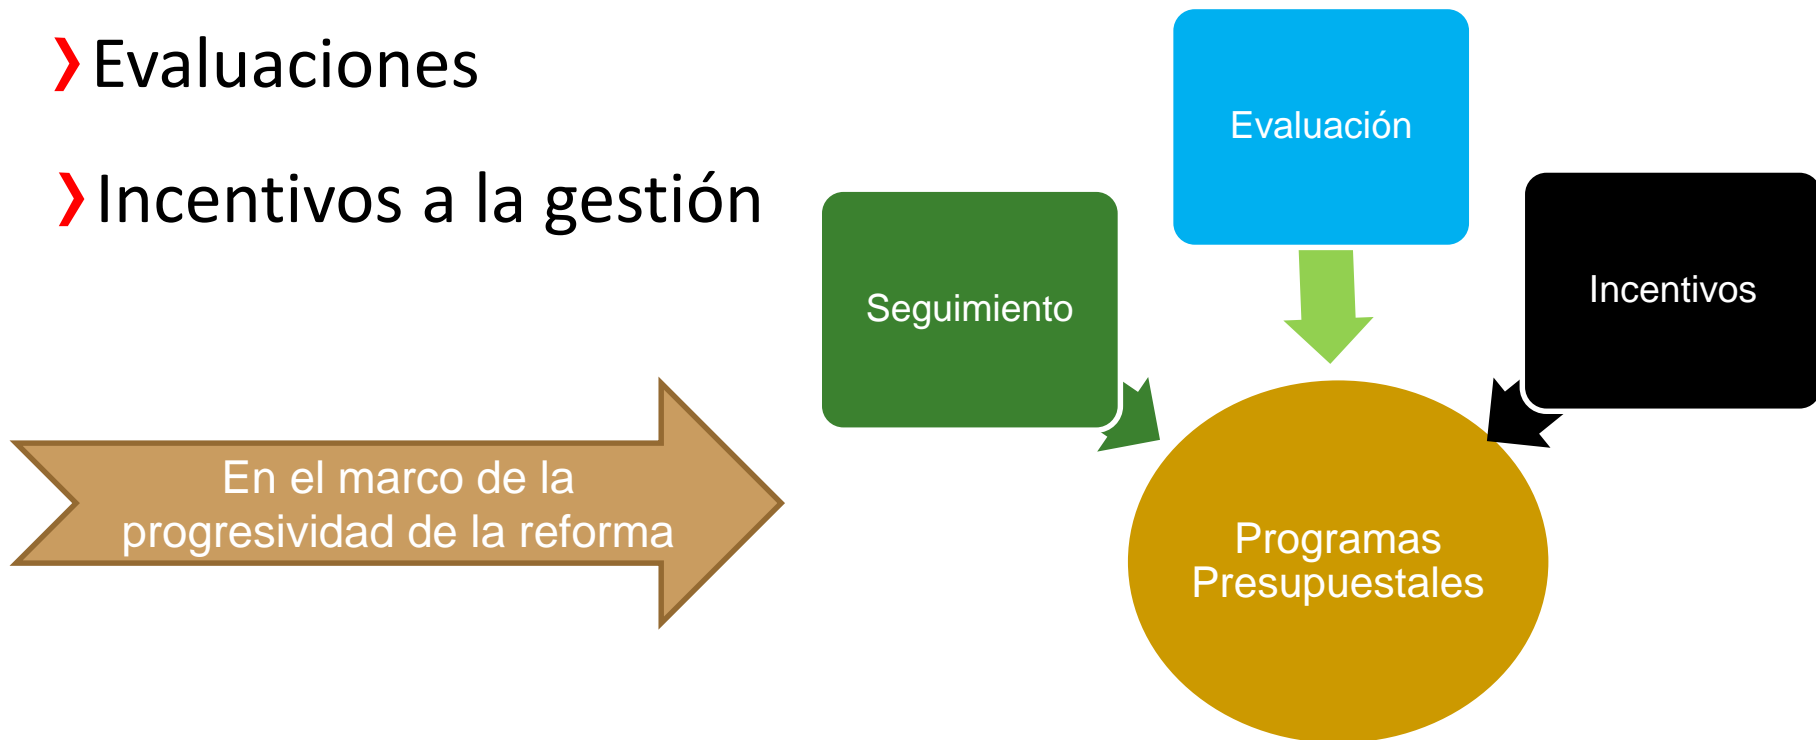 Evaluaciones
Incentivos a la gestión
En el marco de la
progresividad de la reforma
Evaluación
Seguimiento
Incentivos
Programas
Presupuestales